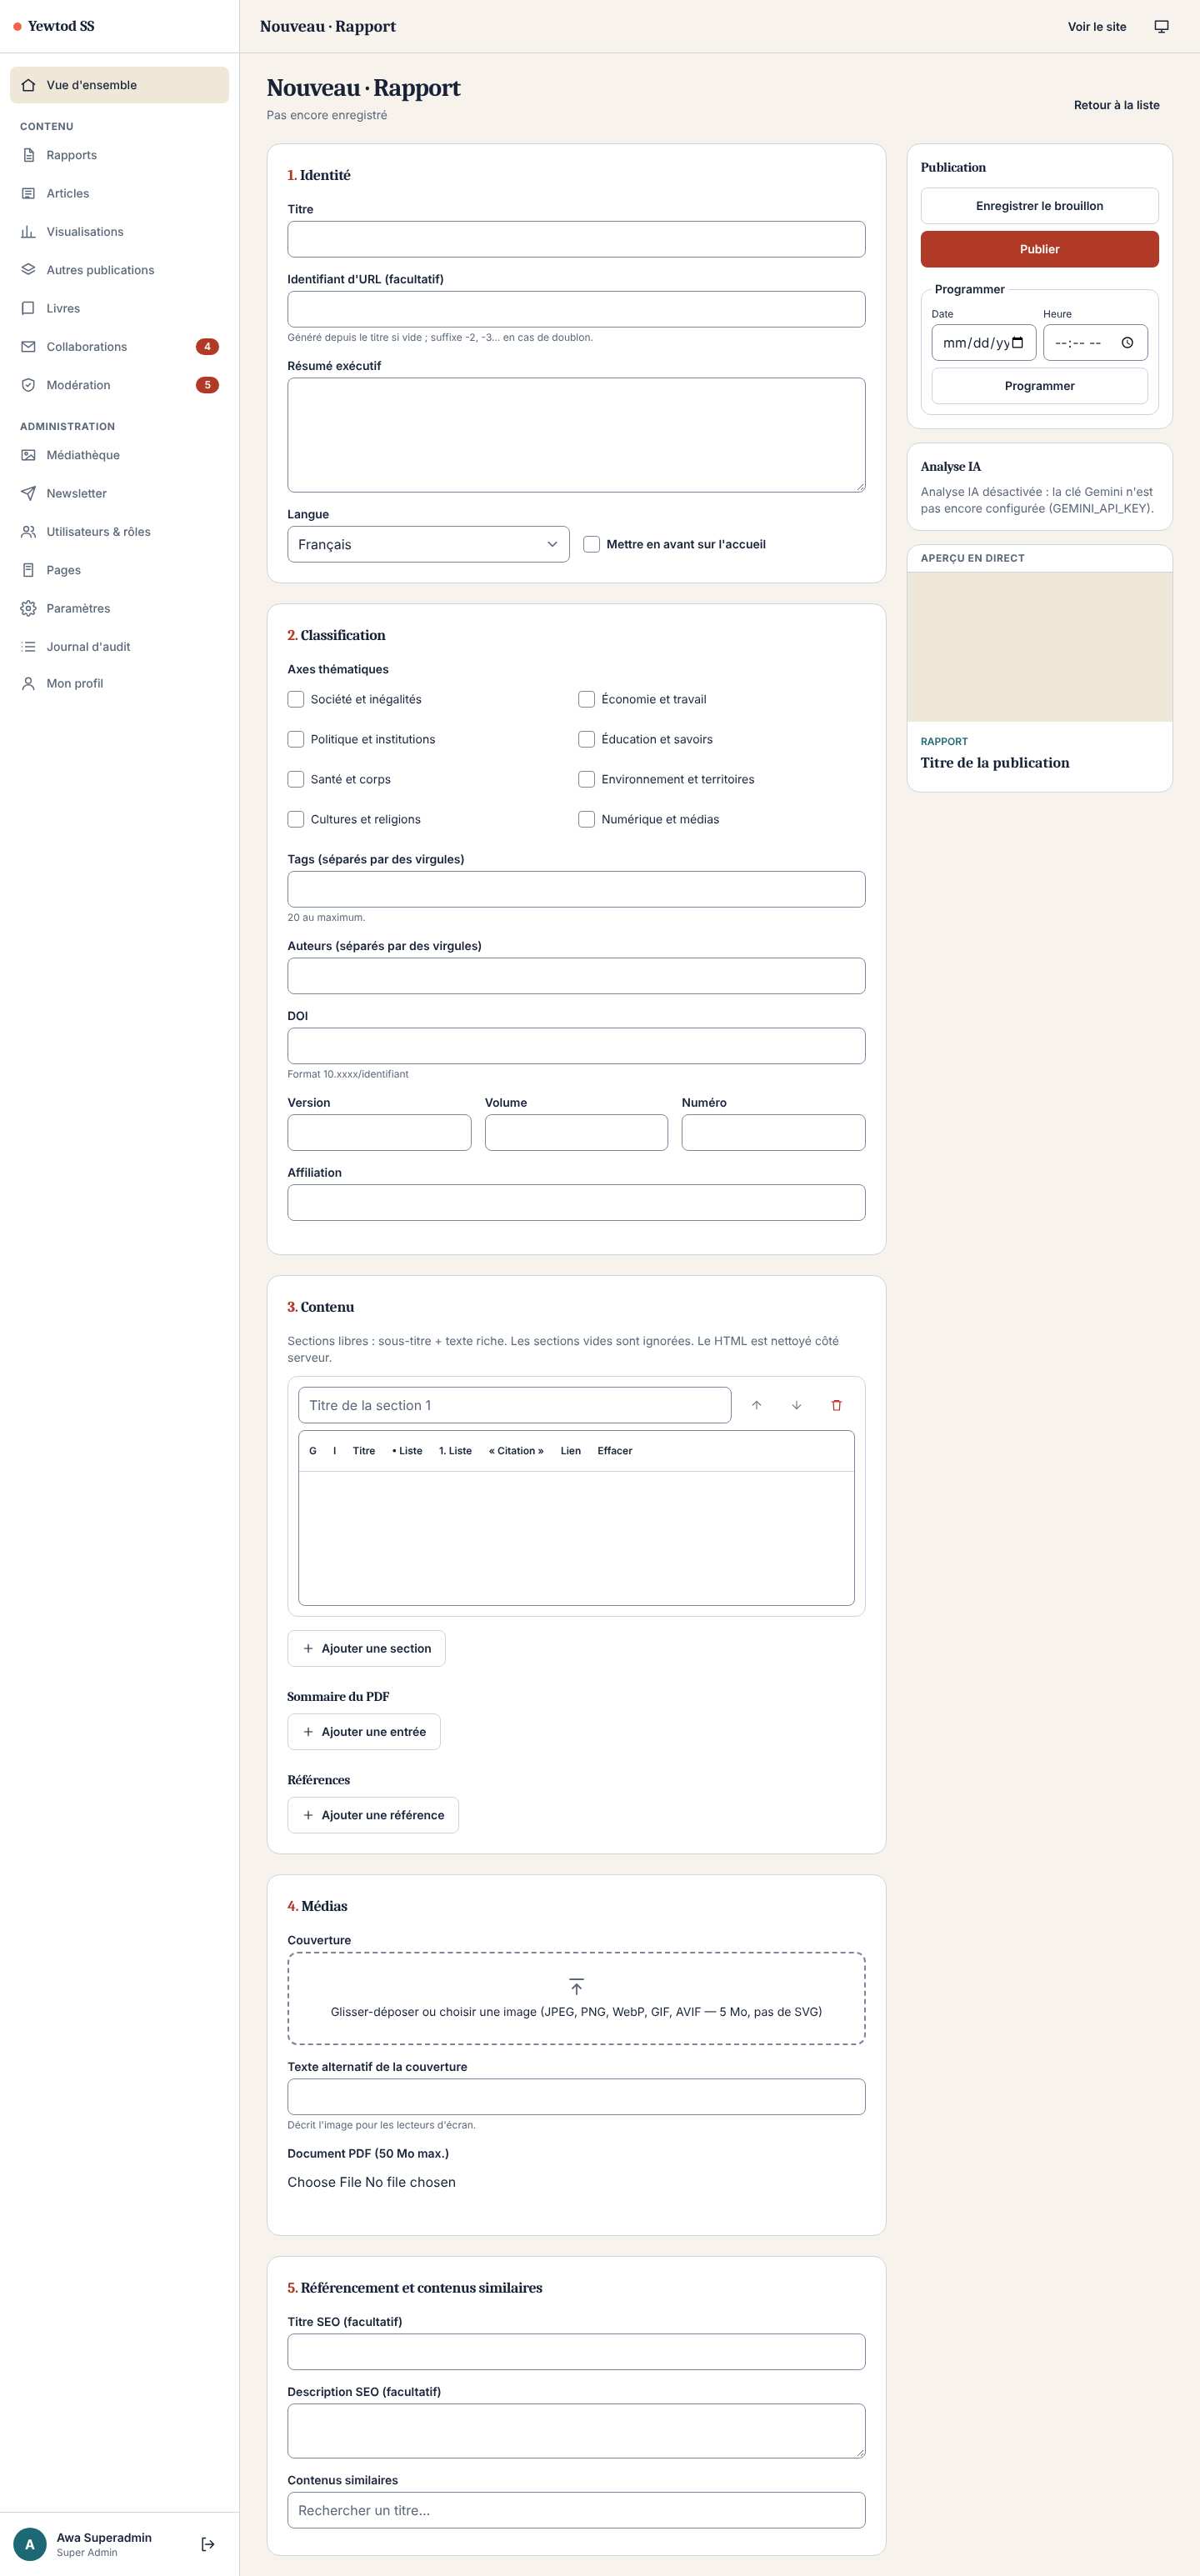 Yewtod SS
Vue d'ensemble
CONTENU
Rapports
Articles
Visualisations
Autres publications
Livres
Collaborations 4
Modération 5
ADMINISTRATION
Médiathèque
Newsletter
Utilisateurs & rôles
Pages
Paramètres
Journal d'audit
Mon profil
A
Awa Superadmin
Super Admin
Nouveau · Rapport
Voir le site
Nouveau · Rapport
Pas encore enregistré
Retour à la liste
1. Identité
Titre
Identifiant d'URL (facultatif)
Généré depuis le titre si vide ; suffixe -2, -3… en cas de doublon.
Résumé exécutif
Langue
Français
Mettre en avant sur l'accueil
2. Classification
Axes thématiques
Société et inégalités
Économie et travail
Politique et institutions
Éducation et savoirs
Santé et corps
Environnement et territoires
Cultures et religions
Numérique et médias
Tags (séparés par des virgules)
20 au maximum.
Auteurs (séparés par des virgules)
DOI
Format 10.xxxx/identifiant
Version Volume Numéro
Affiliation
3. Contenu
Sections libres : sous-titre + texte riche. Les sections vides sont ignorées. Le HTML est nettoyé côté
serveur.
Titre de la section 1
G I Titre • Liste 1. Liste « Citation » Lien Effacer
Ajouter une section
Sommaire du PDF
Ajouter une entrée
Références
Ajouter une référence
4. Médias
Couverture
Glisser-déposer ou choisir une image (JPEG, PNG, WebP, GIF, AVIF — 5 Mo, pas de SVG)
Texte alternatif de la couverture
Décrit l'image pour les lecteurs d'écran.
Document PDF (50 Mo max.)
Choose File No file chosen
5. Référencement et contenus similaires
Titre SEO (facultatif)
Description SEO (facultatif)
Contenus similaires
Rechercher un titre…
Publication
Enregistrer le brouillon
Publier
Programmer
Date Heure
mm/dd/yy --:-- --
Programmer
Analyse IA
Analyse IA désactivée : la clé Gemini n'est
pas encore configurée (GEMINI_API_KEY).
APERÇU EN DIRECT
RAPPORT
Titre de la publication